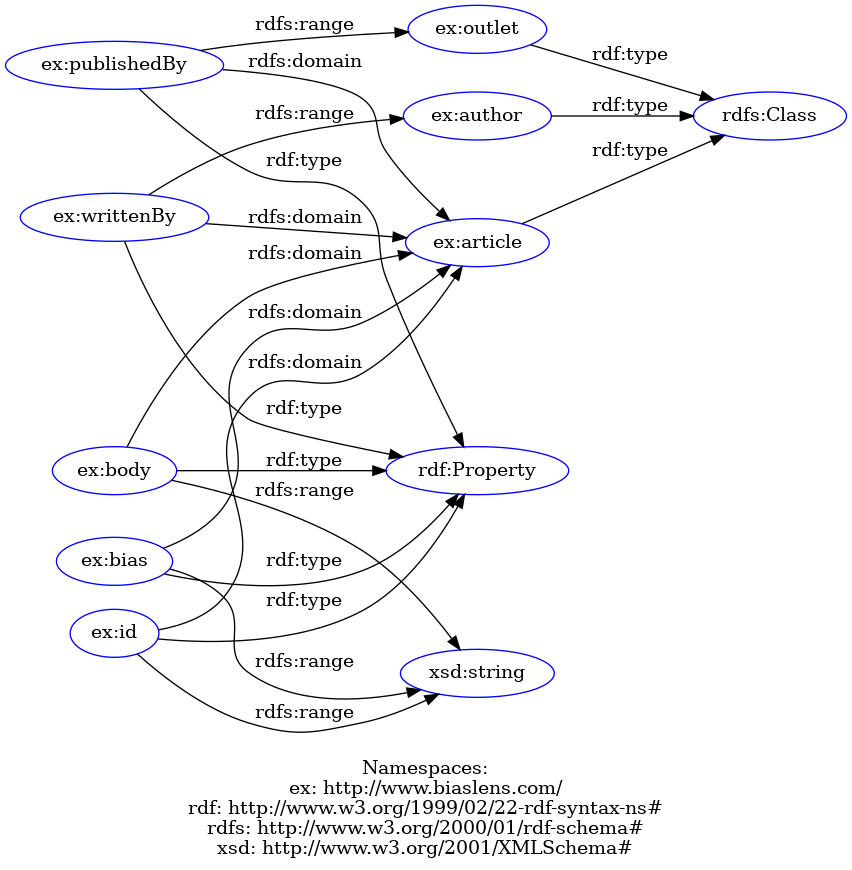 rdfs:range
ex:outlet
ex:publishedBy
rdfs:domain
rdf:type
rdfs:range
ex:author
rdf:type
rdfs:Class
rdf:type
rdf:type
ex:writtenBy
rdfs:domain
ex:article
rdfs:domain
rdfs:domain
rdfs:domain
rdf:type
ex:body
rdf:type
rdf:Property
rdfs:range
ex:bias
rdf:type
rdf:type
ex:id
rdfs:range
xsd:string
rdfs:range
Namespaces:
ex: http://www.biaslens.com/
rdf: http://www.w3.org/1999/02/22-rdf-syntax-ns#
rdfs: http://www.w3.org/2000/01/rdf-schema#
xsd: http://www.w3.org/2001/XMLSchema#